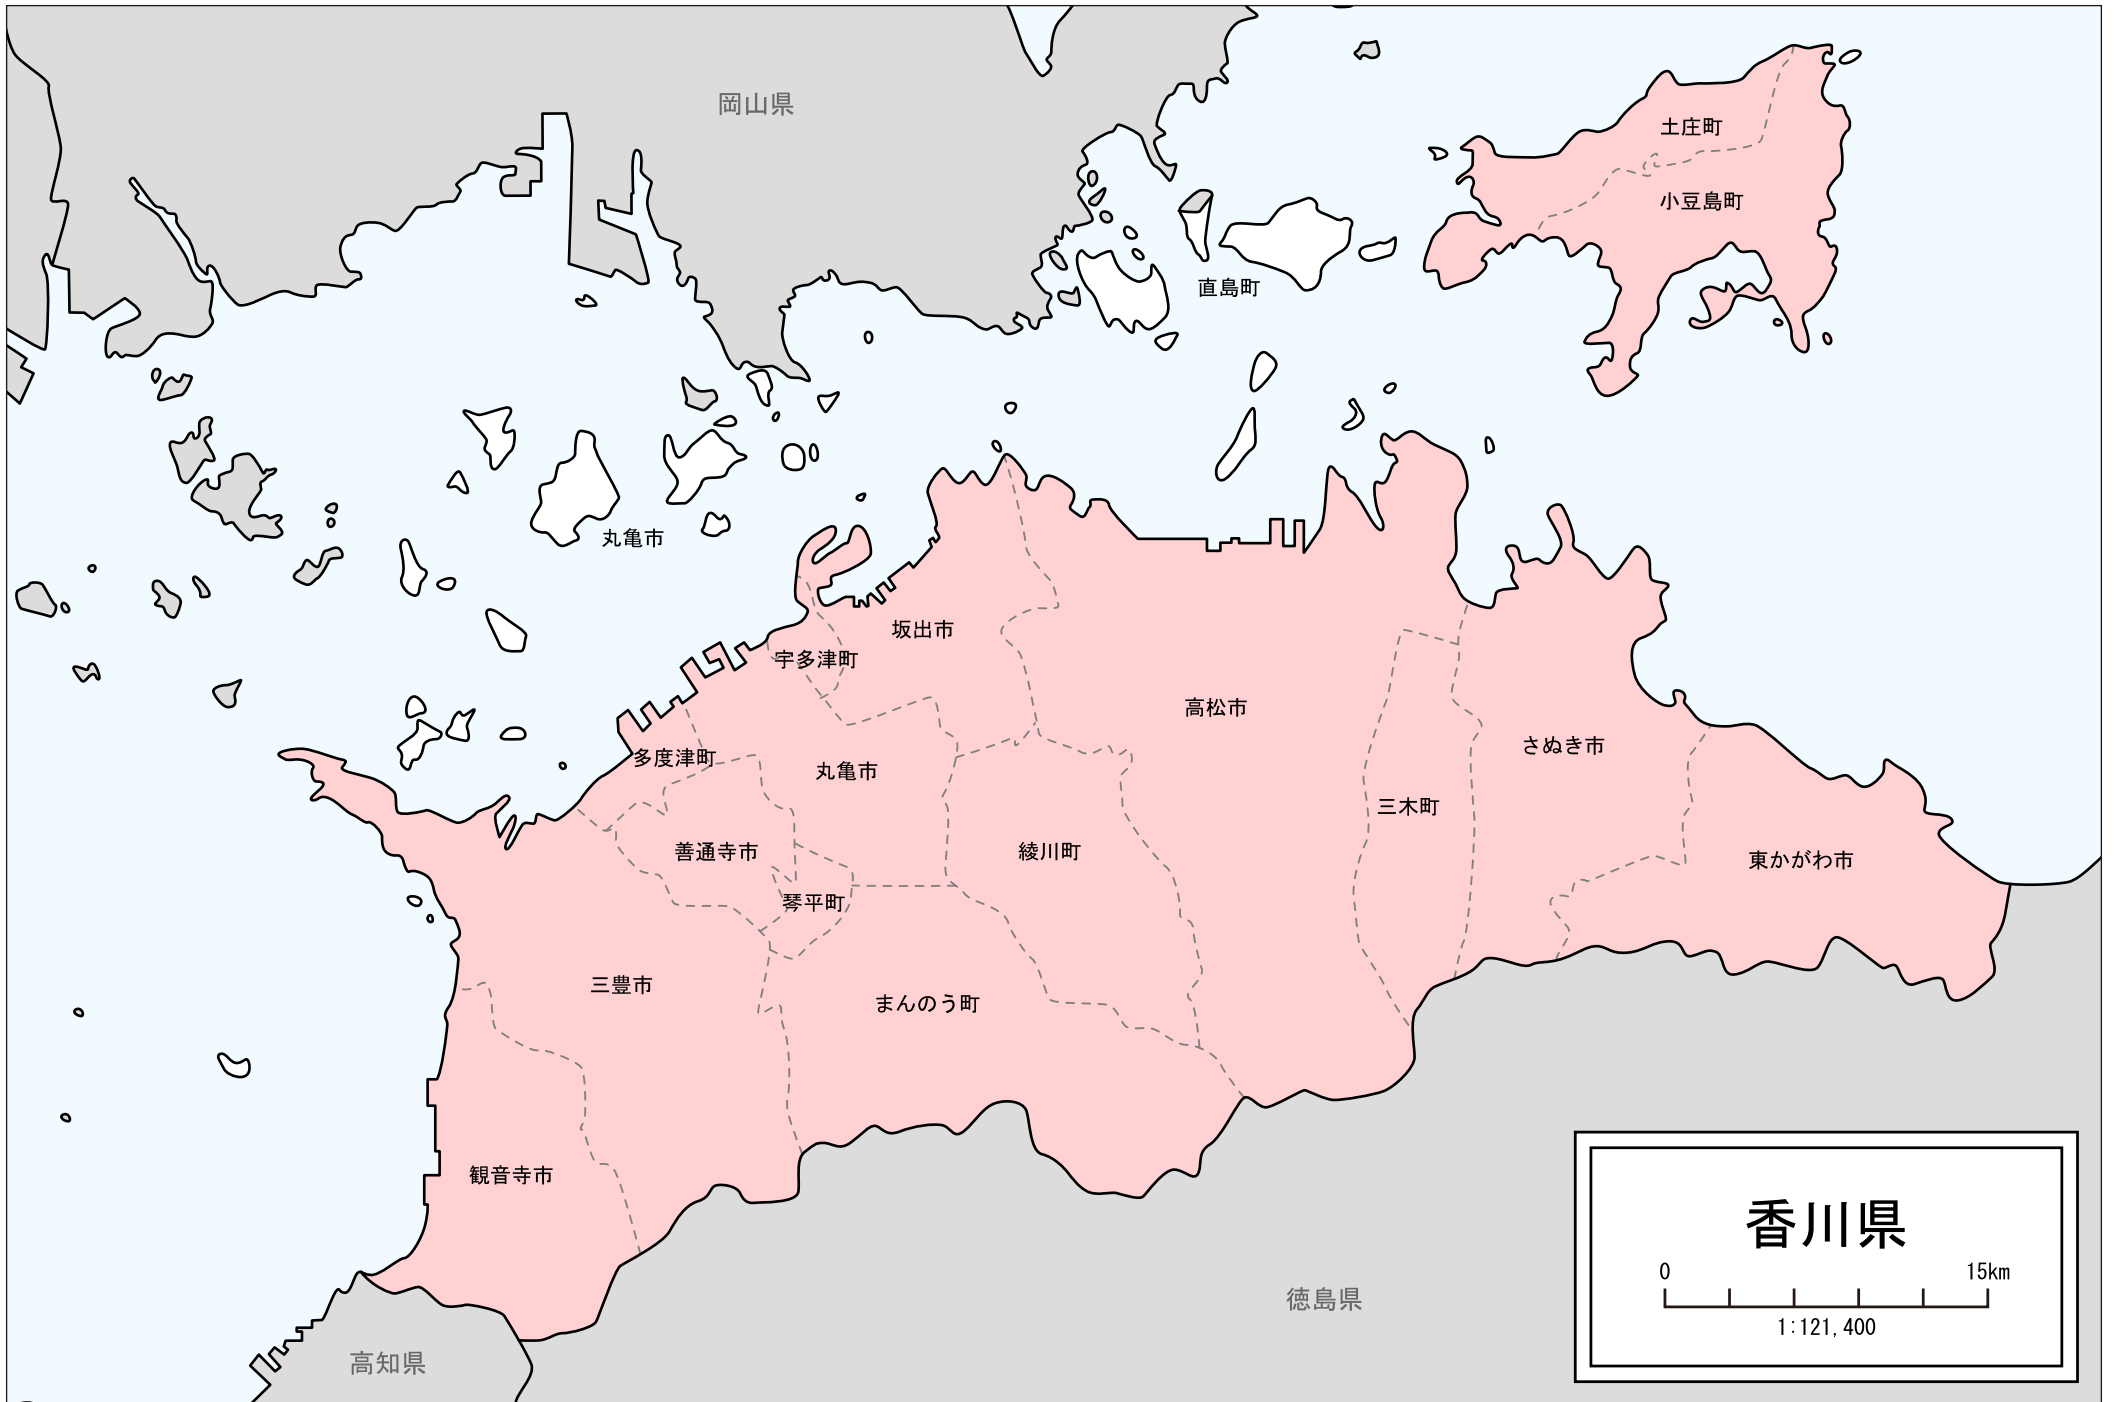 岡山県
土庄町
小豆島町
直島町
丸亀市
坂出市
宇多津町
高松市
さぬき市
多度津町
丸亀市
三木町
善通寺市
綾川町
東かがわ市
琴平町
三豊市
まんのう町
観音寺市
香川県
0 15km
1:121,400
徳島県
高知県